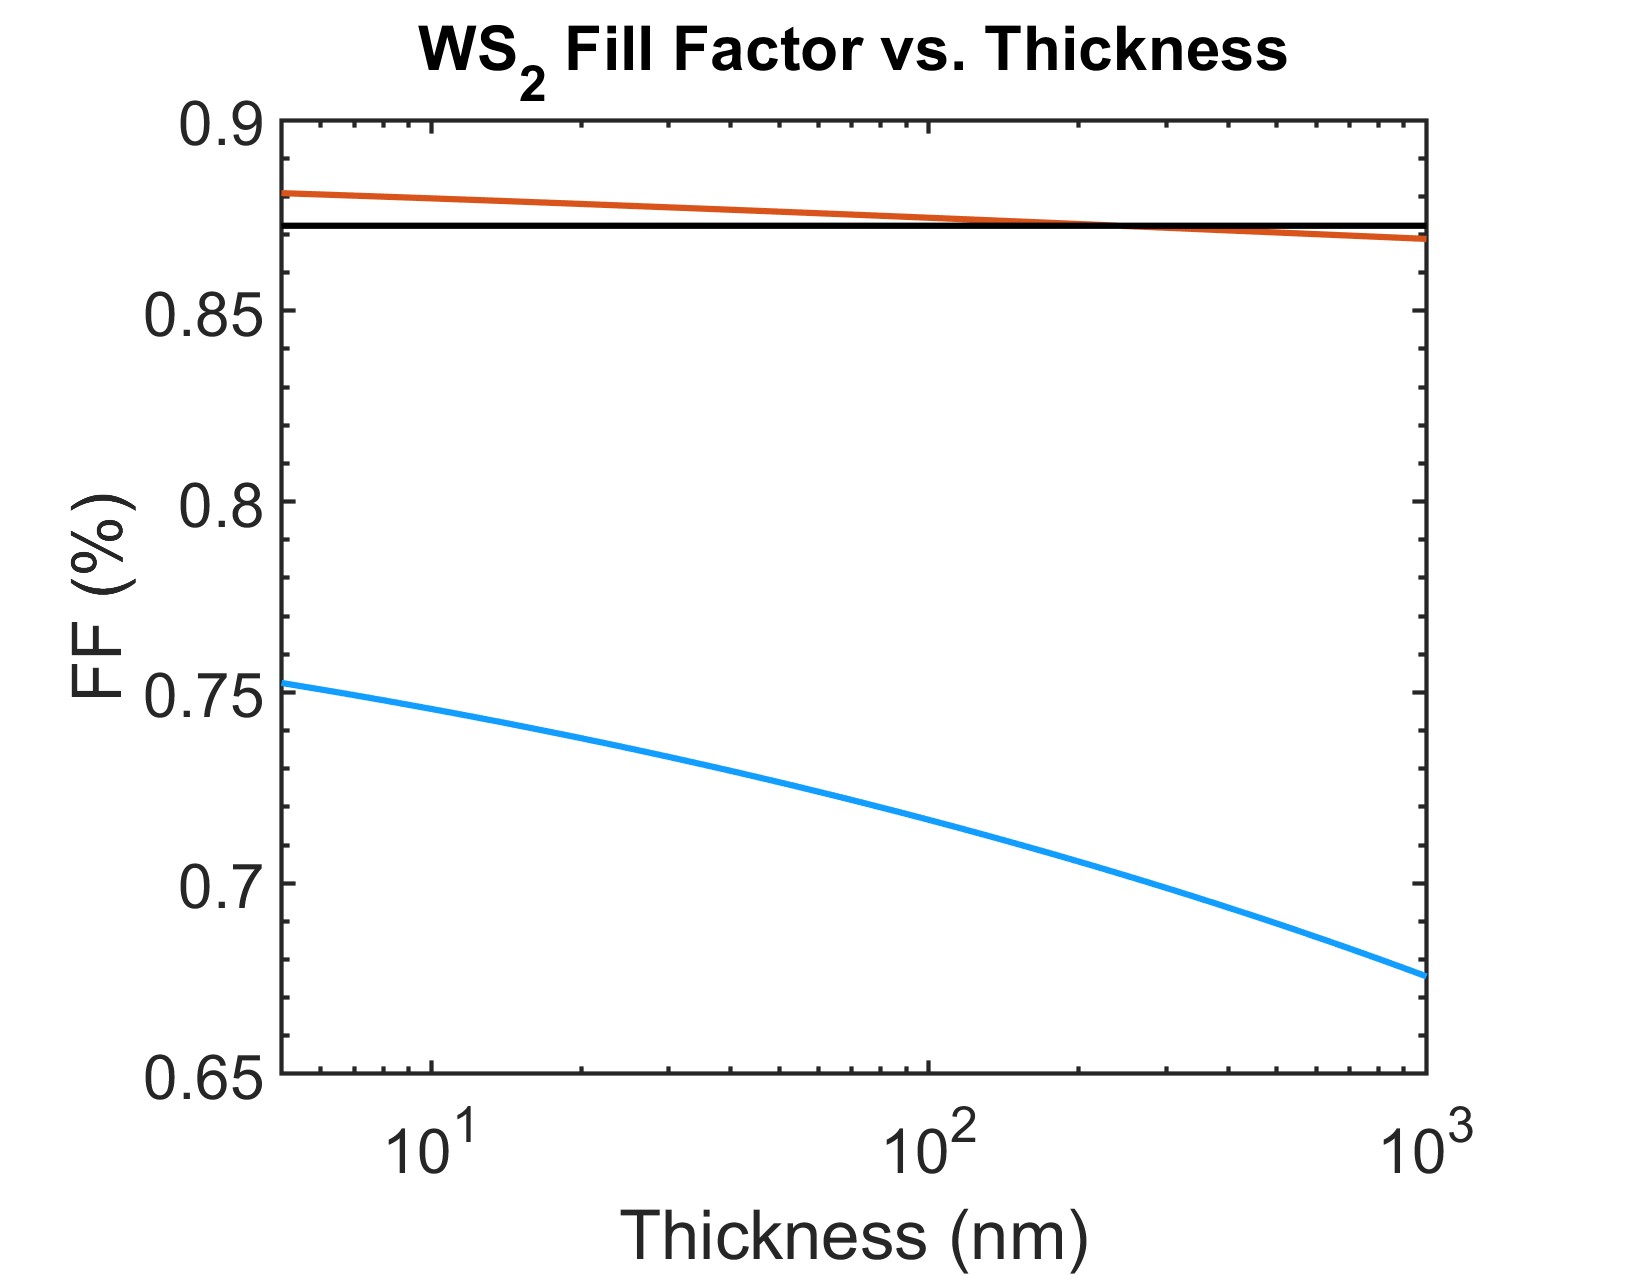 WS2 Fill Factor vs. Thickness
0.9
0.85
0.8
0.75
0.7
0.65
FF (%)
10^1 10^2 10^3
Thickness (nm)